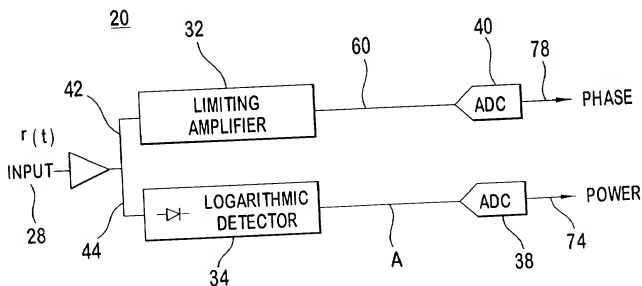 20
32
LIMITING
AMPLIFIER
60
40
ADC
78
PHASE
42
r(t)
INPUT
28
44
LOGARITHMIC
DETECTOR
34
A
ADC
38
POWER
74